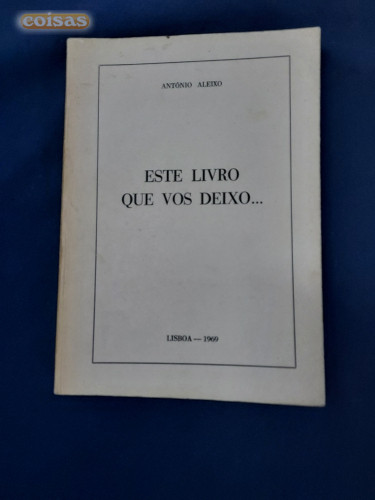 coisas
ANTÓNIO ALEIXO
ESTE LIVRO
QUE VOS DEIXO...
LISBOA — 1969